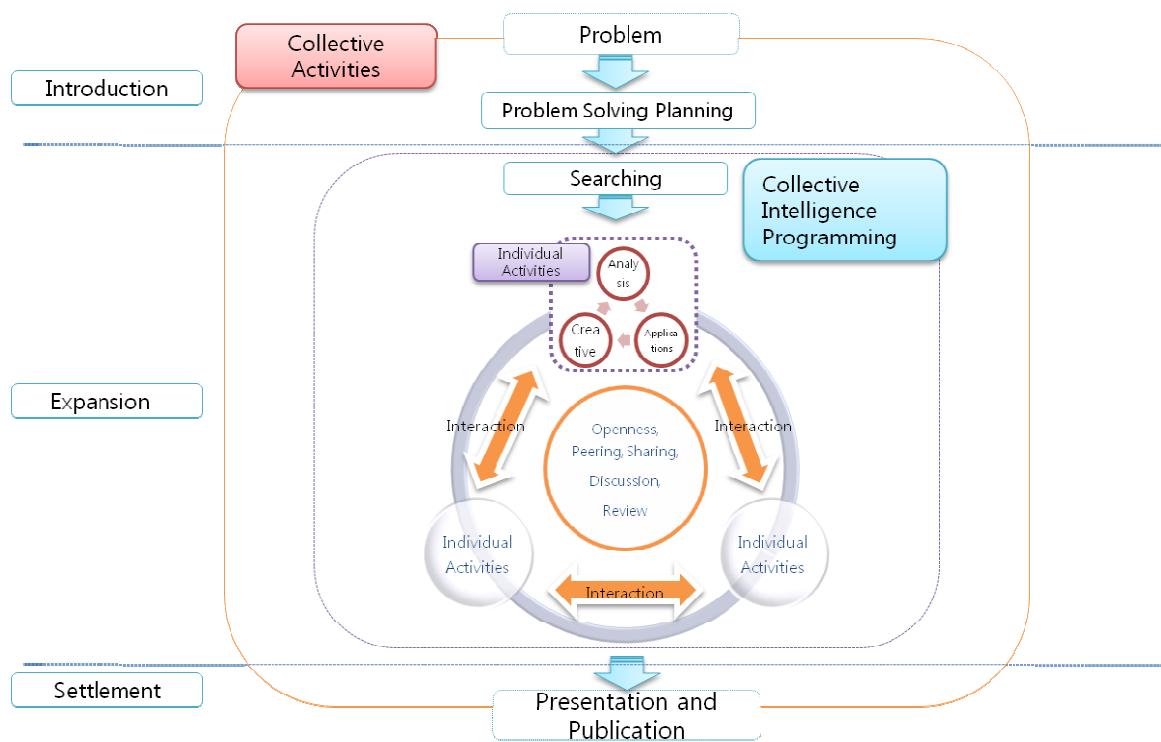 Problem
Collective
Activities
Introduction
Problem Solving Planning
Searching
Collective
Intelligence
Programming
Individual
Activities
Analy
sis
Crea
tive
Applica
tions
Expansion
Interaction
Interaction
Openness,
Peering, Sharing,
Discussion,
Review
Individual
Activities
Individual
Activities
Interaction
Settlement
Presentation and
Publication